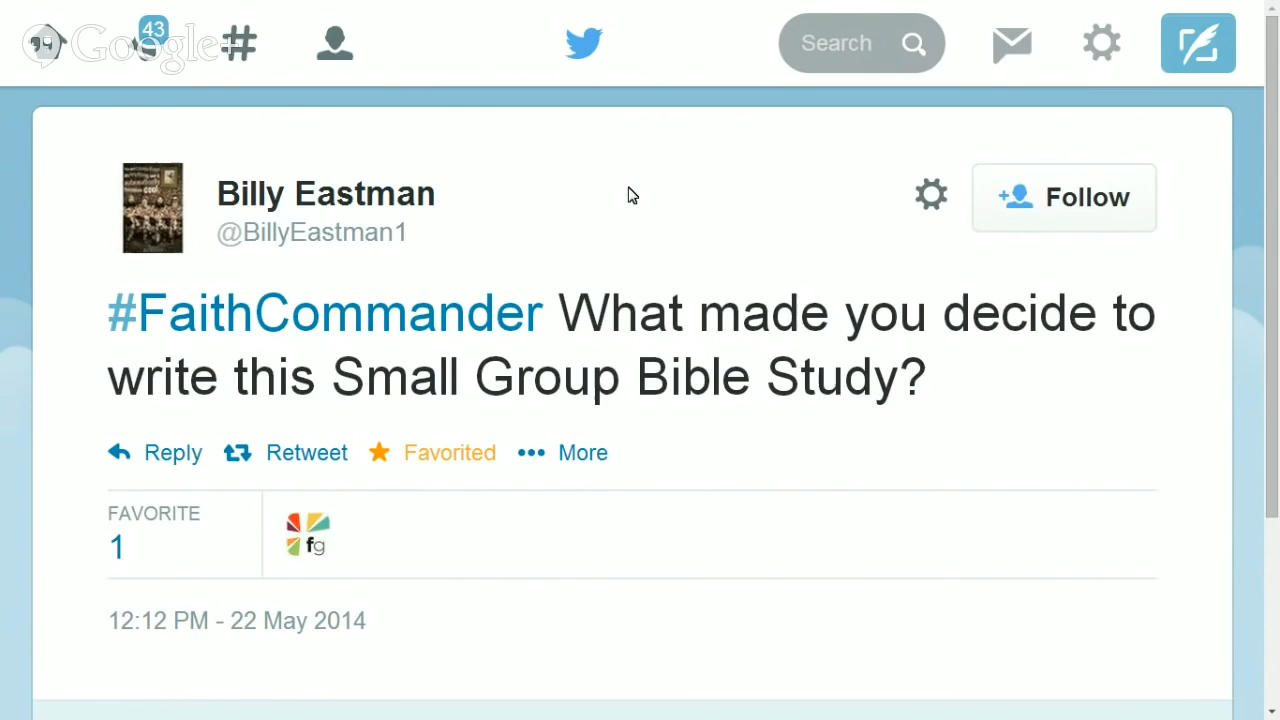 Google+
43
Search
Billy Eastman
@BillyEastman1
Follow
#FaithCommander What made you decide to
write this Small Group Bible Study?
Reply Retweet Favorited More
FAVORITE
1
fg
12:12 PM - 22 May 2014